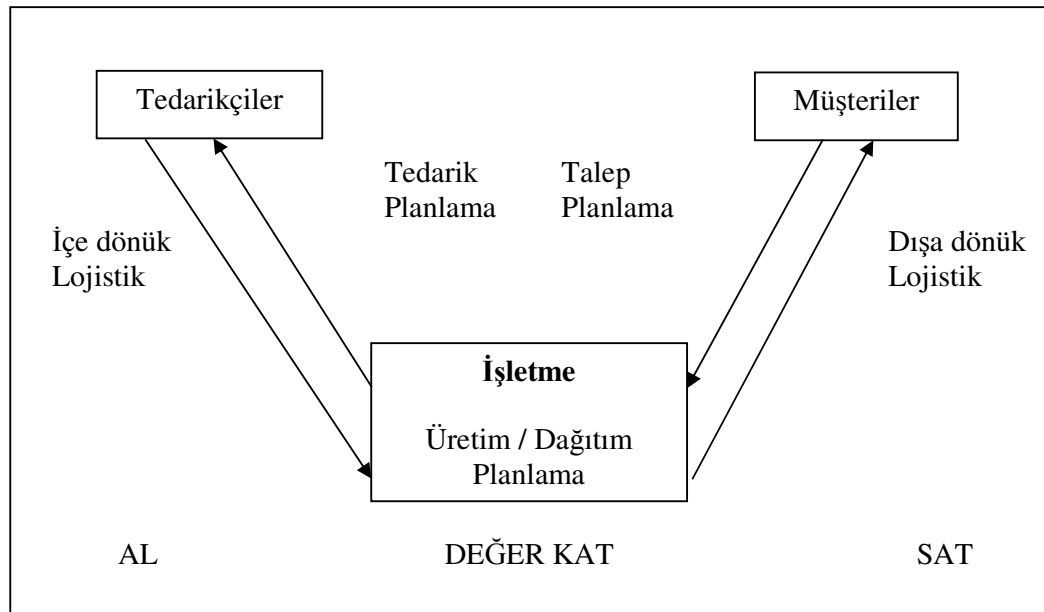 Tedarikçiler
Müşteriler
Tedarik
Planlama
Talep
Planlama
İçe dönük
Lojistik
Dışa dönük
Lojistik
İşletme
Üretim / Dağıtım
Planlama
AL
DEĞER KAT
SAT